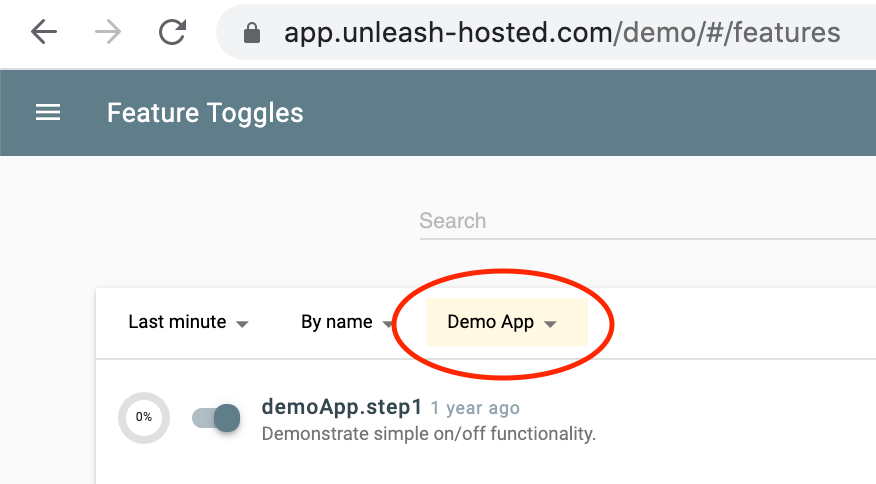 app.unleash-hosted.com/demo/#/features
Feature Toggles
Search
Last minute By name Demo App
0% demoApp.step1 1 year ago
Demonstrate simple on/off functionality.